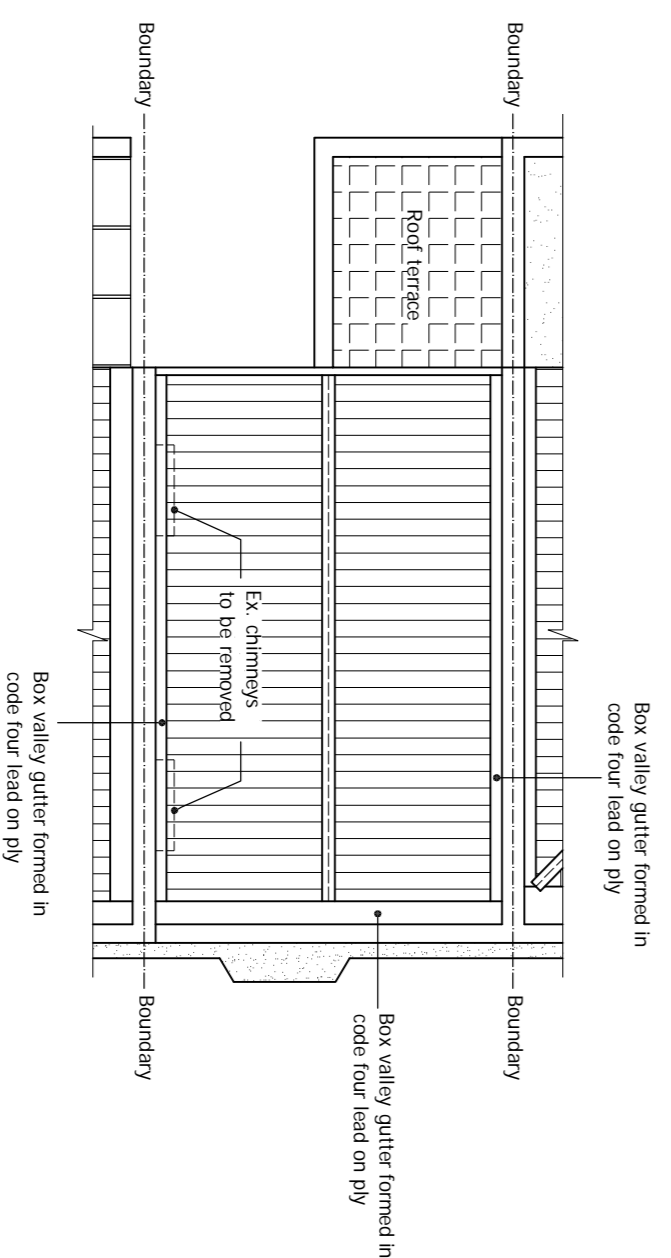 Boundary
Boundary
Roof terrace
Ex. chimneys
to be removed
Box valley gutter formed in
code four lead on ply
Box valley gutter formed in
code four lead on ply
Box valley gutter formed in
code four lead on ply
Boundary
Boundary